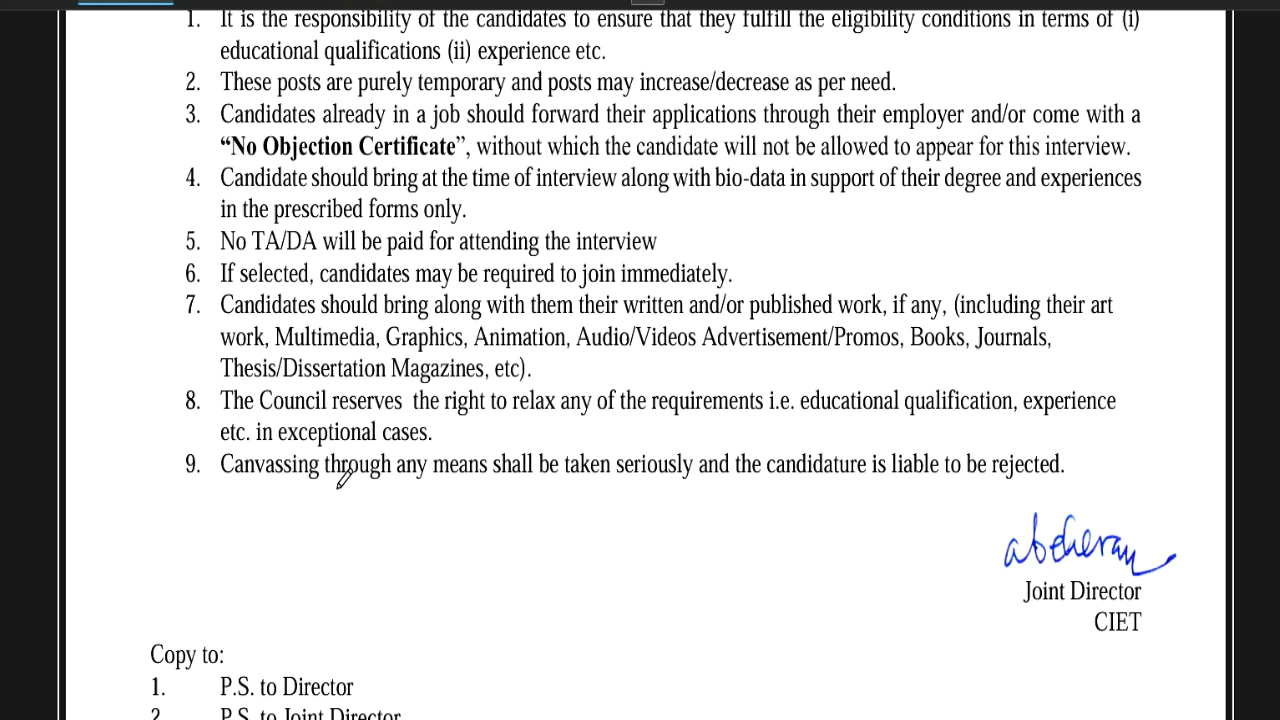 1. It is the responsibility of the candidates to ensure that they fulfill the eligibility conditions in terms of (i)
educational qualifications (ii) experience etc.
2. These posts are purely temporary and posts may increase/decrease as per need.
3. Candidates already in a job should forward their applications through their employer and/or come with a
“No Objection Certificate”, without which the candidate will not be allowed to appear for this interview.
4. Candidate should bring at the time of interview along with bio-data in support of their degree and experiences
in the prescribed forms only.
5. No TA/DA will be paid for attending the interview
6. If selected, candidates may be required to join immediately.
7. Candidates should bring along with them their written and/or published work, if any, (including their art
work, Multimedia, Graphics, Animation, Audio/Videos Advertisement/Promos, Books, Journals,
Thesis/Dissertation Magazines, etc).
8. The Council reserves the right to relax any of the requirements i.e. educational qualification, experience
etc. in exceptional cases.
9. Canvassing through any means shall be taken seriously and the candidature is liable to be rejected.
Joint Director
CIET
Copy to:
1. P.S. to Director
2. P.S. to Joint Director